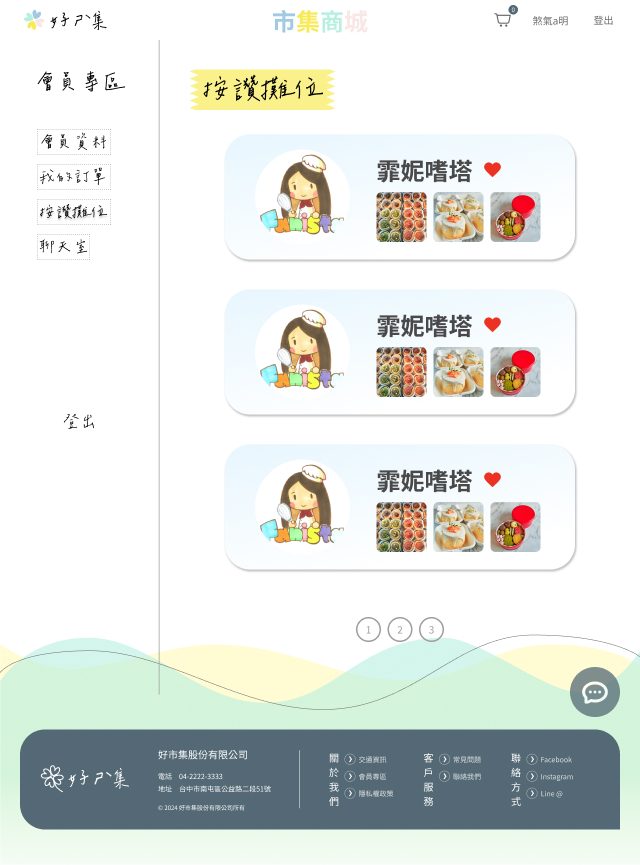 好ㄕ集
市集商城
0
煞氣a明
登出
會員專區
會員資料
我的訂單
按讚攤位
聊天室
登出
按讚攤位
霏妮嗜塔
霏妮嗜塔
霏妮嗜塔
1
2
3
好ㄕ集
好市集股份有限公司
電話 04-2222-3333
地址 台中市南屯區公益路二段51號
© 2024 好市集股份有限公司所有
關於我們
交通資訊
會員專區
隱私權政策
客戶服務
常見問題
聯絡我們
聯絡方式
Facebook
Instagram
Line @